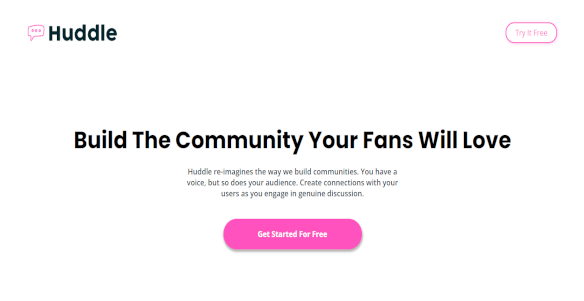 Huddle
Try It Free
Build The Community Your Fans Will Love
Huddle re-imagines the way we build communities. You have a
voice, but so does your audience. Create connections with your
users as you engage in genuine discussion.
Get Started For Free